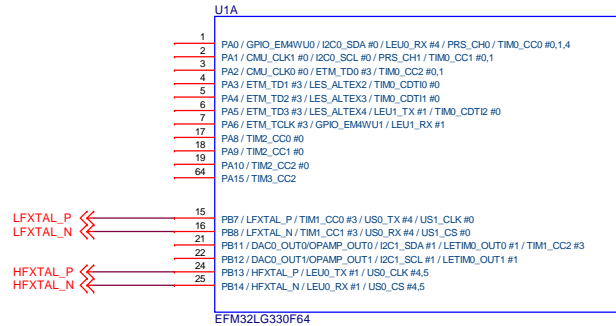 U1A
1 PA0 / GPIO_EM4WU0 / I2C0_SDA #0 / LEU0_RX #4 / PRS_CH0 / TIM0_CC0 #0,1,4
2 PA1 / CMU_CLK1 #0 / I2C0_SCL #0 / PRS_CH1 / TIM0_CC1 #0,1
3 PA2 / CMU_CLK0 #0 / ETM_TD0 #3 / TIM0_CC2 #0,1
4 PA3 / ETM_TD1 #3 / LES_ALTEX2 / TIM0_CDTI0 #0
5 PA4 / ETM_TD2 #3 / LES_ALTEX3 / TIM0_CDTI1 #0
6 PA5 / ETM_TD3 #3 / LES_ALTEX4 / LEU1_TX #1 / TIM0_CDTI2 #0
7 PA6 / ETM_TCLK #3 / GPIO_EM4WU1 / LEU1_RX #1
17 PA8 / TIM2_CC0 #0
18 PA9 / TIM2_CC1 #0
19 PA10 / TIM2_CC2 #0
64 PA15 / TIM3_CC2
LFXTAL_P 15 PB7 / LFXTAL_P / TIM1_CC0 #3 / US0_TX #4 / US1_CLK #0
LFXTAL_N 16 PB8 / LFXTAL_N / TIM1_CC1 #3 / US0_RX #4 / US1_CS #0
21 PB11 / DAC0_OUT0/OPAMP_OUT0 / I2C1_SDA #1 / LETIM0_OUT0 #1 / TIM1_CC2 #3
22 PB12 / DAC0_OUT1/OPAMP_OUT1 / I2C1_SCL #1 / LETIM0_OUT1 #1
HFXTAL_P 24 PB13 / HFXTAL_P / LEU0_TX #1 / US0_CLK #4,5
HFXTAL_N 25 PB14 / HFXTAL_N / LEU0_RX #1 / US0_CS #4,5
EFM32LG330F64